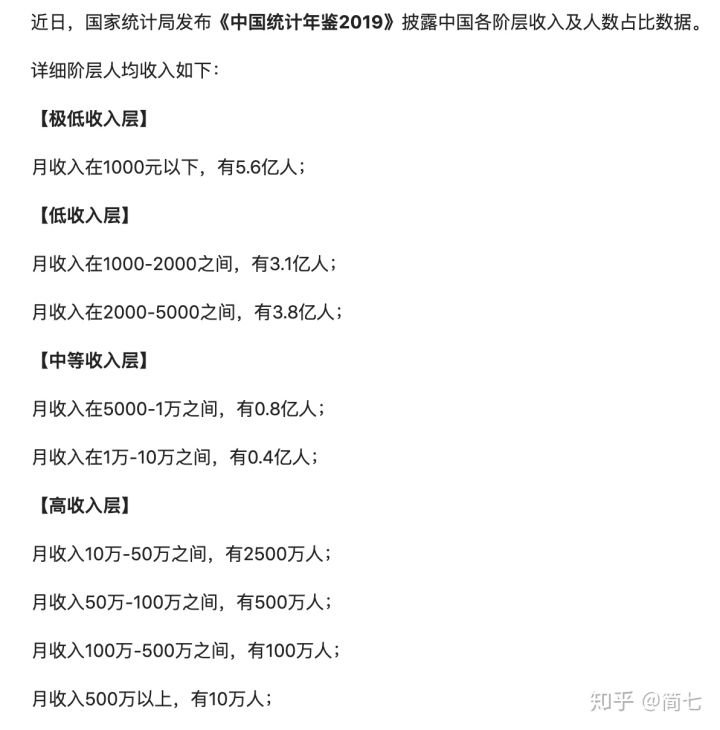 近日，国家统计局发布《中国统计年鉴2019》披露中国各阶层收入及人数占比数据。
详细阶层人均收入如下：
【极低收入层】
月收入在1000元以下，有5.6亿人；
【低收入层】
月收入在1000-2000之间，有3.1亿人；
月收入在2000-5000之间，有3.8亿人；
【中等收入层】
月收入在5000-1万之间，有0.8亿人；
月收入在1万-10万之间，有0.4亿人；
【高收入层】
月收入10万-50万之间，有2500万人；
月收入50万-100万之间，有500万人；
月收入100万-500万之间，有100万人；
月收入500万以上，有10万人；
知乎 @简七